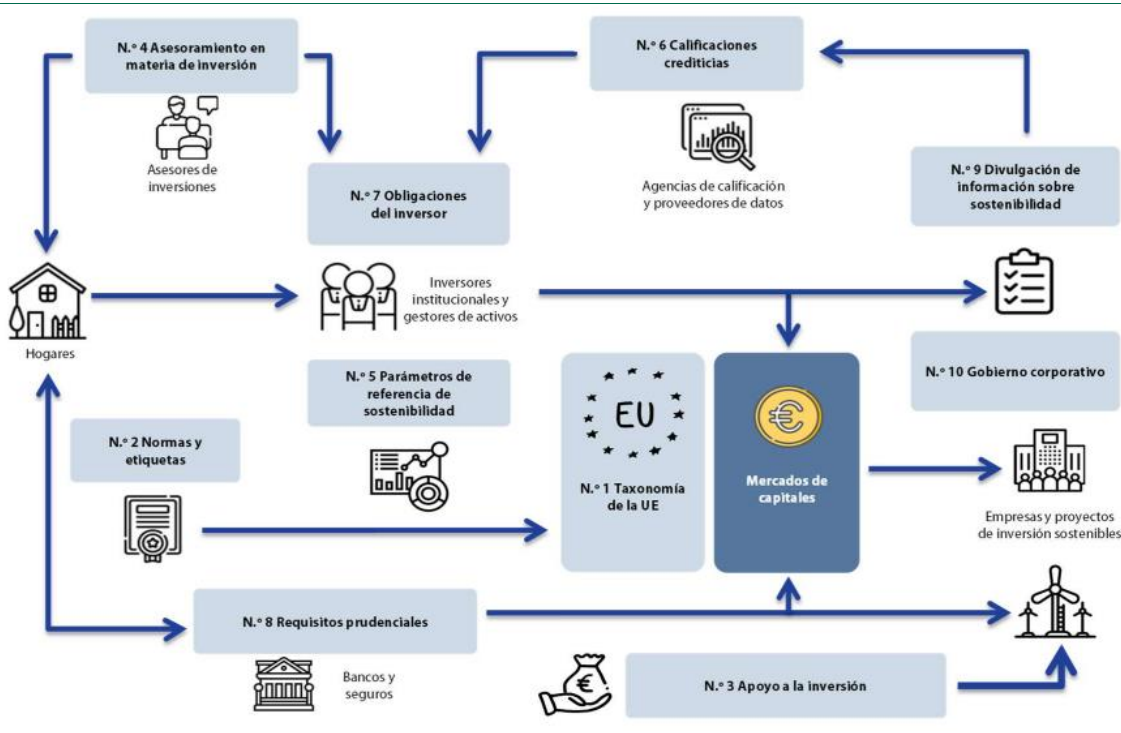 N.º 4 Asesoramiento en
materia de inversión
Asesores de
inversiones
N.º 6 Calificaciones
crediticias
Agencias de calificación
y proveedores de datos
N.º 9 Divulgación de
información sobre
sostenibilidad
N.º 7 Obligaciones
del inversor
Inversores
institucionales y
gestores de activos
Hogares
N.º 5 Parámetros de
referencia de
sostenibilidad
EU
N.º 1 Taxonomía
de la UE
€
Mercados de
capitales
N.º 10 Gobierno corporativo
Empresas y proyectos
de inversión sostenibles
N.º 2 Normas y
etiquetas
N.º 8 Requisitos prudenciales
Bancos y
seguros
€
N.º 3 Apoyo a la inversión